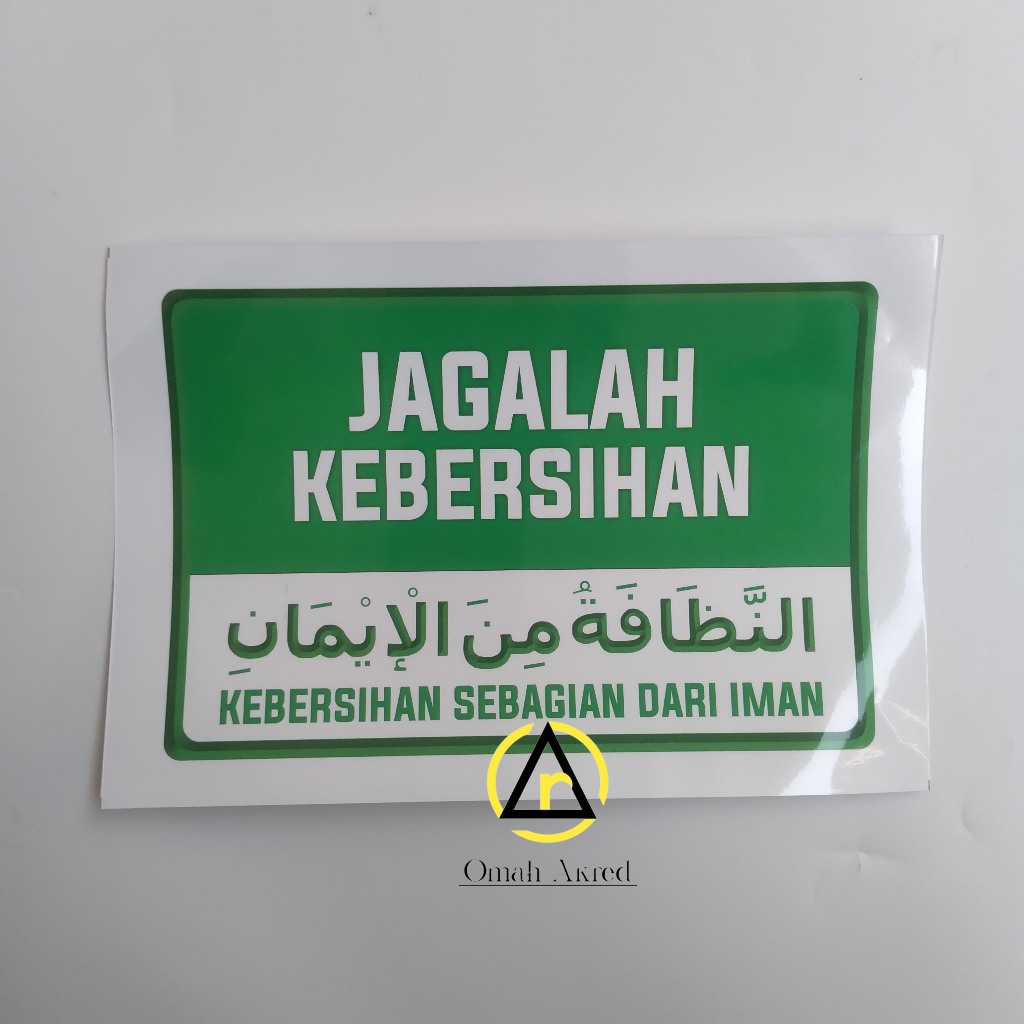 JAGALAH
KEBERSIHAN
النَّظَافَةُ مِنَ الْإِيْمَانِ
KEBERSIHAN SEBAGIAN DARI IMAN
n
Omah Akred